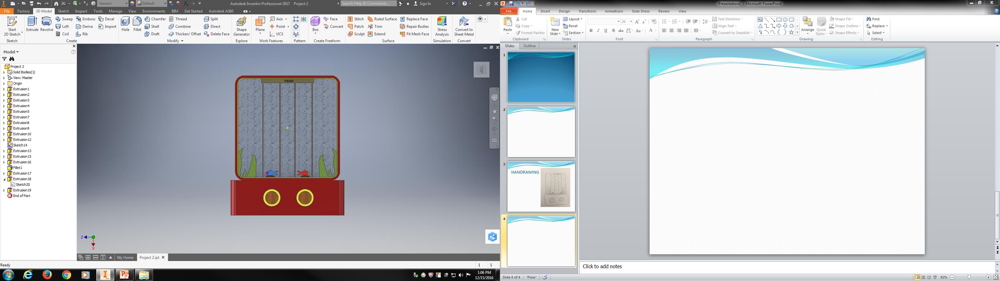 Generic
Default
Autodesk Inventor Professional 2017 Project 2
Search Help & Commands...
Sign In
File Factory 3D Model Sketch Inspect Tools Manage View Environments BIM Get Started Autodesk A360
Start
2D Sketch
Extrude Revolve
Sweep Emboss Decal
Loft Derive Import
Coil Rib
Hole Fillet
Chamfer Thread Split
Shell Combine Direct
Draft Thicken/ Offset Delete Face
Shape
Generator
Plane
Axis
Point
UCS
Box
Face
Convert
Stitch Ruled Surface Replace Face
Patch Trim Repair Bodies
Sculpt Extend Fit Mesh Face
Stress
Analysis
Convert to
Sheet Metal
Sketch Create Modify Explore Work Features Pattern Create Freeform Surface Simulation Convert
Model
Project 2
Solid Bodies(1)
View: Master
Origin
Extrusion1
Extrusion2
Extrusion3
Extrusion4
Extrusion5
Extrusion7
Extrusion8
Extrusion9
Extrusion10
Extrusion12
Sketch14
Extrusion13
Extrusion15
Extrusion16
Fillet1
Extrusion17
Extrusion18
Sketch20
Extrusion19
End of Part
TOP
FINISH
Z
X
My Home Project 2.ipt
Ready
1 1
1:06 PM
12/15/2016
Presentation1 - Microsoft PowerPoint
File Home Insert Design Transitions Animations Slide Show Review View
Paste
Cut
Copy
Format Painter
New
Slide
Layout
Reset
Section
26
B I U S abc AV Aa A
Text Direction
Align Text
Convert to SmartArt
Arrange
Quick
Styles
Shape Fill
Shape Outline
Shape Effects
Find
Replace
Select
Clipboard Slides Font Paragraph Drawing Editing
Slides Outline
1
2
3
HANDRAWING
4
Click to add notes
Slide 4 of 4 "Flow"
92%